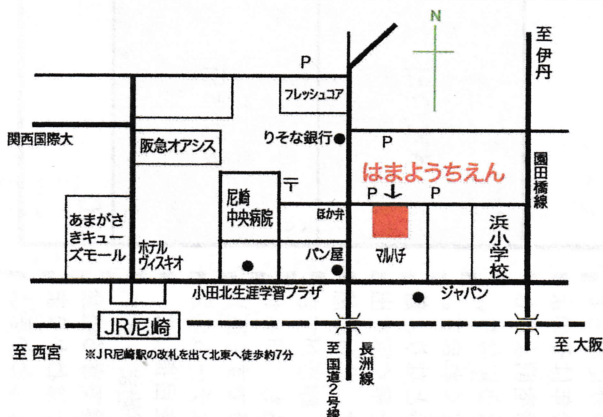 N
至 伊丹
P
フレッシュコア
関西国際大
阪急オアシス
りそな銀行
P
園田橋線
はまようちえん
P
P
〒
尼崎
中央病院
ほか弁
あまがさ
きキュー
ズモール
ホテル
ヴィスキオ
パン屋
マルハチ
浜小学校
小田北生涯学習プラザ
ジャパン
JR尼崎
至 西宮
※JR尼崎駅の改札を出て北東へ徒歩約7分
長洲線
至国道2号線
至 大阪